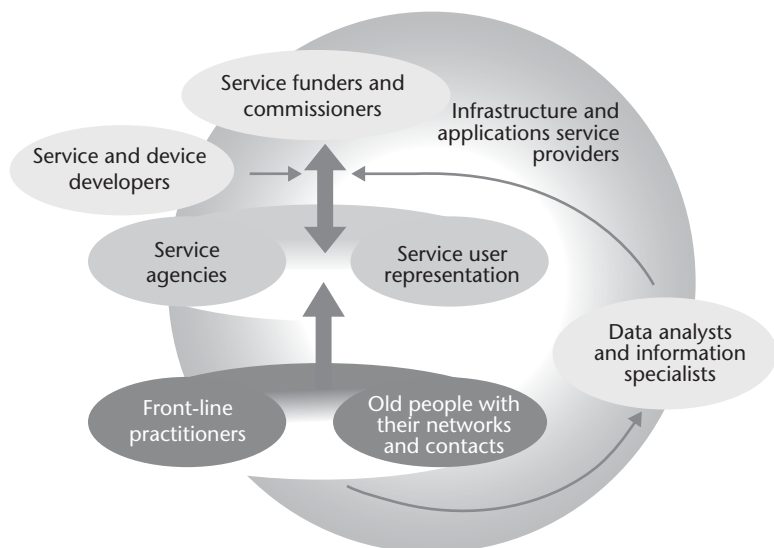 Service funders and
commissioners
Infrastructure and
applications service
providers
Service and device
developers
Service
agencies
Service user
representation
Data analysts
and information
specialists
Front-line
practitioners
Old people with
their networks
and contacts